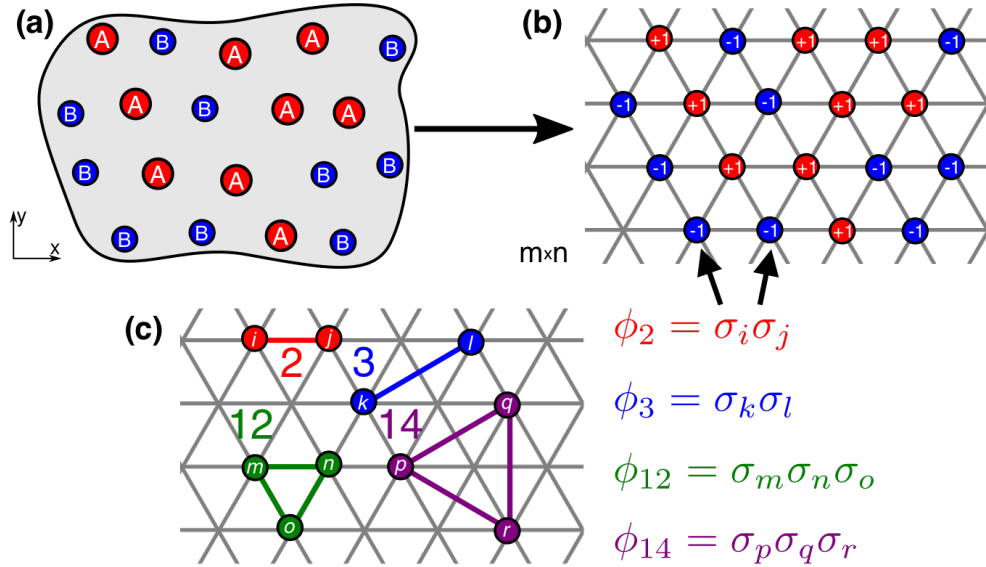 (a)
A B A A B
B A B A A
B A A B B
B B A B
y
x
(b)
+1 -1 +1 +1 -1
-1 +1 -1 +1 +1
-1 +1 +1 -1 -1
-1 -1 +1 -1
m×n
(c)
i j l
2 3
k q
12 14
m n p
o r
ϕ₂ = σᵢσⱼ
ϕ₃ = σₖσₗ
ϕ₁₂ = σₘσₙσₒ
ϕ₁₄ = σₚσ_qσᵣ